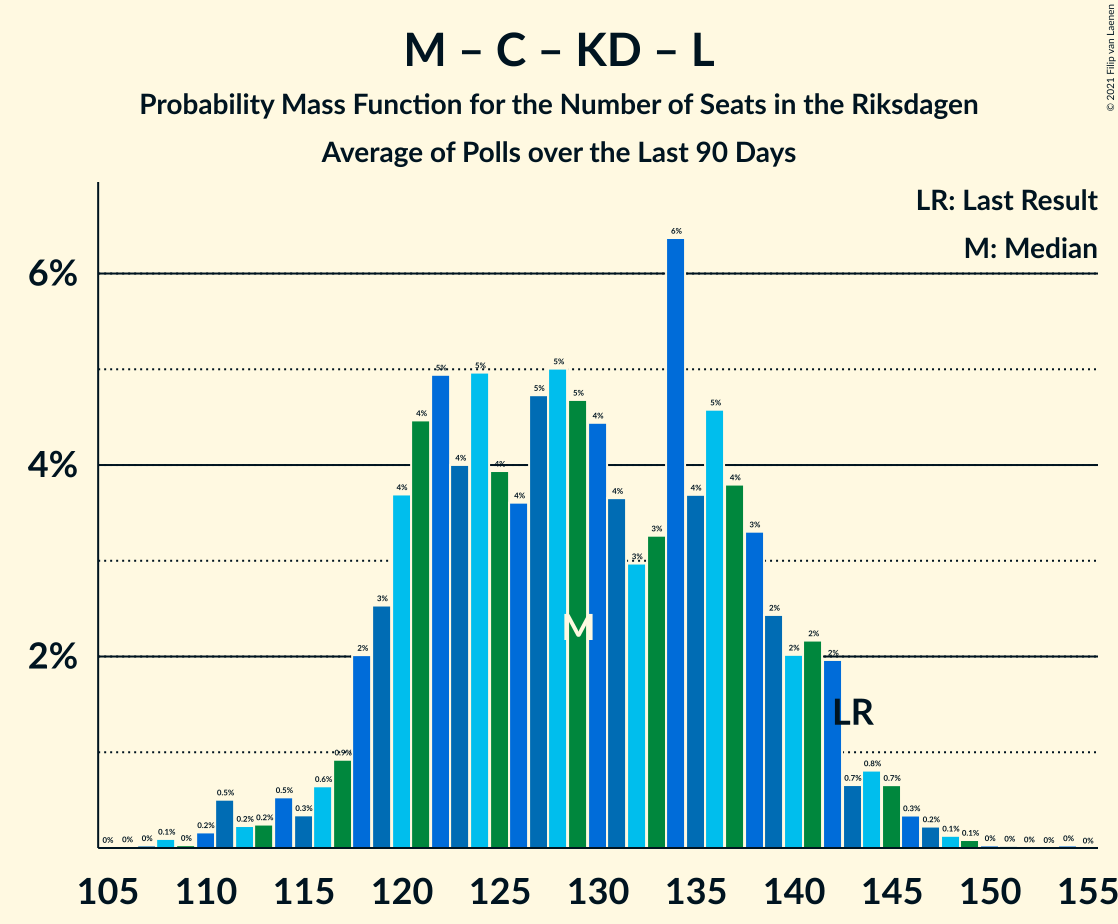 M – C – KD – L
Probability Mass Function for the Number of Seats in the Riksdagen
Average of Polls over the Last 90 Days
© 2021 Filip van Laenen
LR: Last Result
M: Median
6%
4%
2%
0% 0% 0% 0.1% 0% 0.2% 0.5% 0.2% 0.2% 0.5% 0.3% 0.6% 0.9% 2% 3% 4% 4% 5% 4% 5% 4% 4% 5% 5% 5% 4% 4% 3% 3% 6% 4% 5% 4% 3% 2% 2% 2% 2% 0.7% 0.8% 0.7% 0.3% 0.2% 0.1% 0.1% 0% 0% 0% 0% 0% 0%
M
LR
105 110 115 120 125 130 135 140 145 150 155